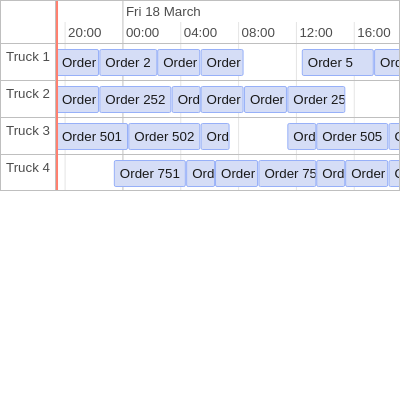 Fri 18 March
20:00 00:00 04:00 08:00 12:00 16:00
Truck 1 Order Order 2 Order Order Order 5 Ord
Truck 2 Order Order 252 Ord Order Order Order 25
Truck 3 Order 501 Order 502 Ord Ord Order 505
Truck 4 Order 751 Ord Order Order 75 Ord Order